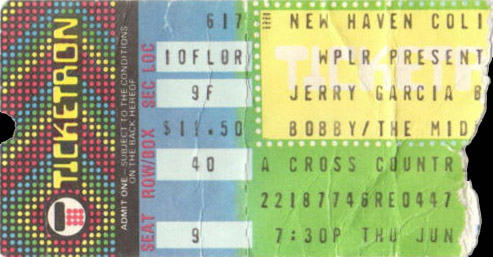 TICKETRON
ADMIT ONE — SUBJECT TO THE CONDITIONS
ON THE BACK HEREOF
SEAT ROW/BOX SEC LOC
617
10FLOR
9F
$11.50
40
9
NEW HAVEN COLI
WPLR PRESENT
JERRY GARCIA B
BOBBY/THE MID
A CROSS COUNTR
22187746RE0447
7:30P THU JUN